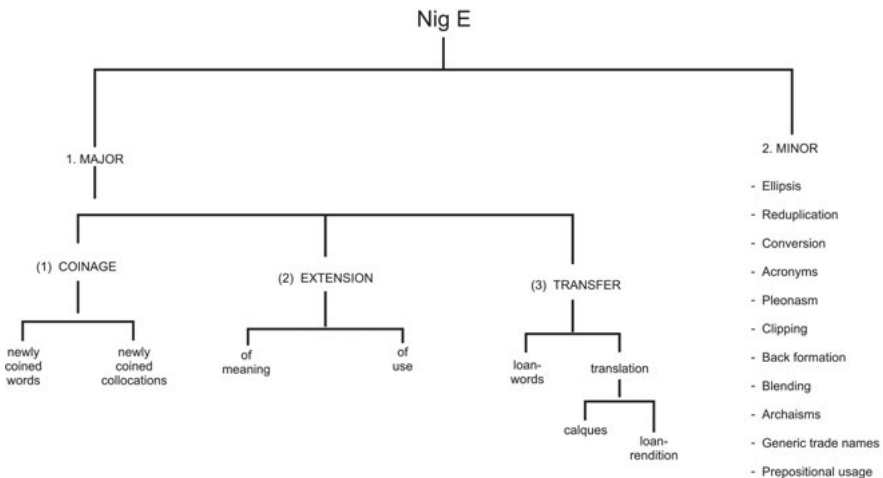 Nig E
1. MAJOR
2. MINOR
- Ellipsis
- Reduplication
- Conversion
- Acronyms
- Pleonasm
- Clipping
- Back formation
- Blending
- Archaisms
- Generic trade names
- Prepositional usage
(1) COINAGE
(2) EXTENSION
(3) TRANSFER
newly
coined
words
newly
coined
collocations
of
meaning
of
use
loan-
words
translation
calques
loan-
rendition